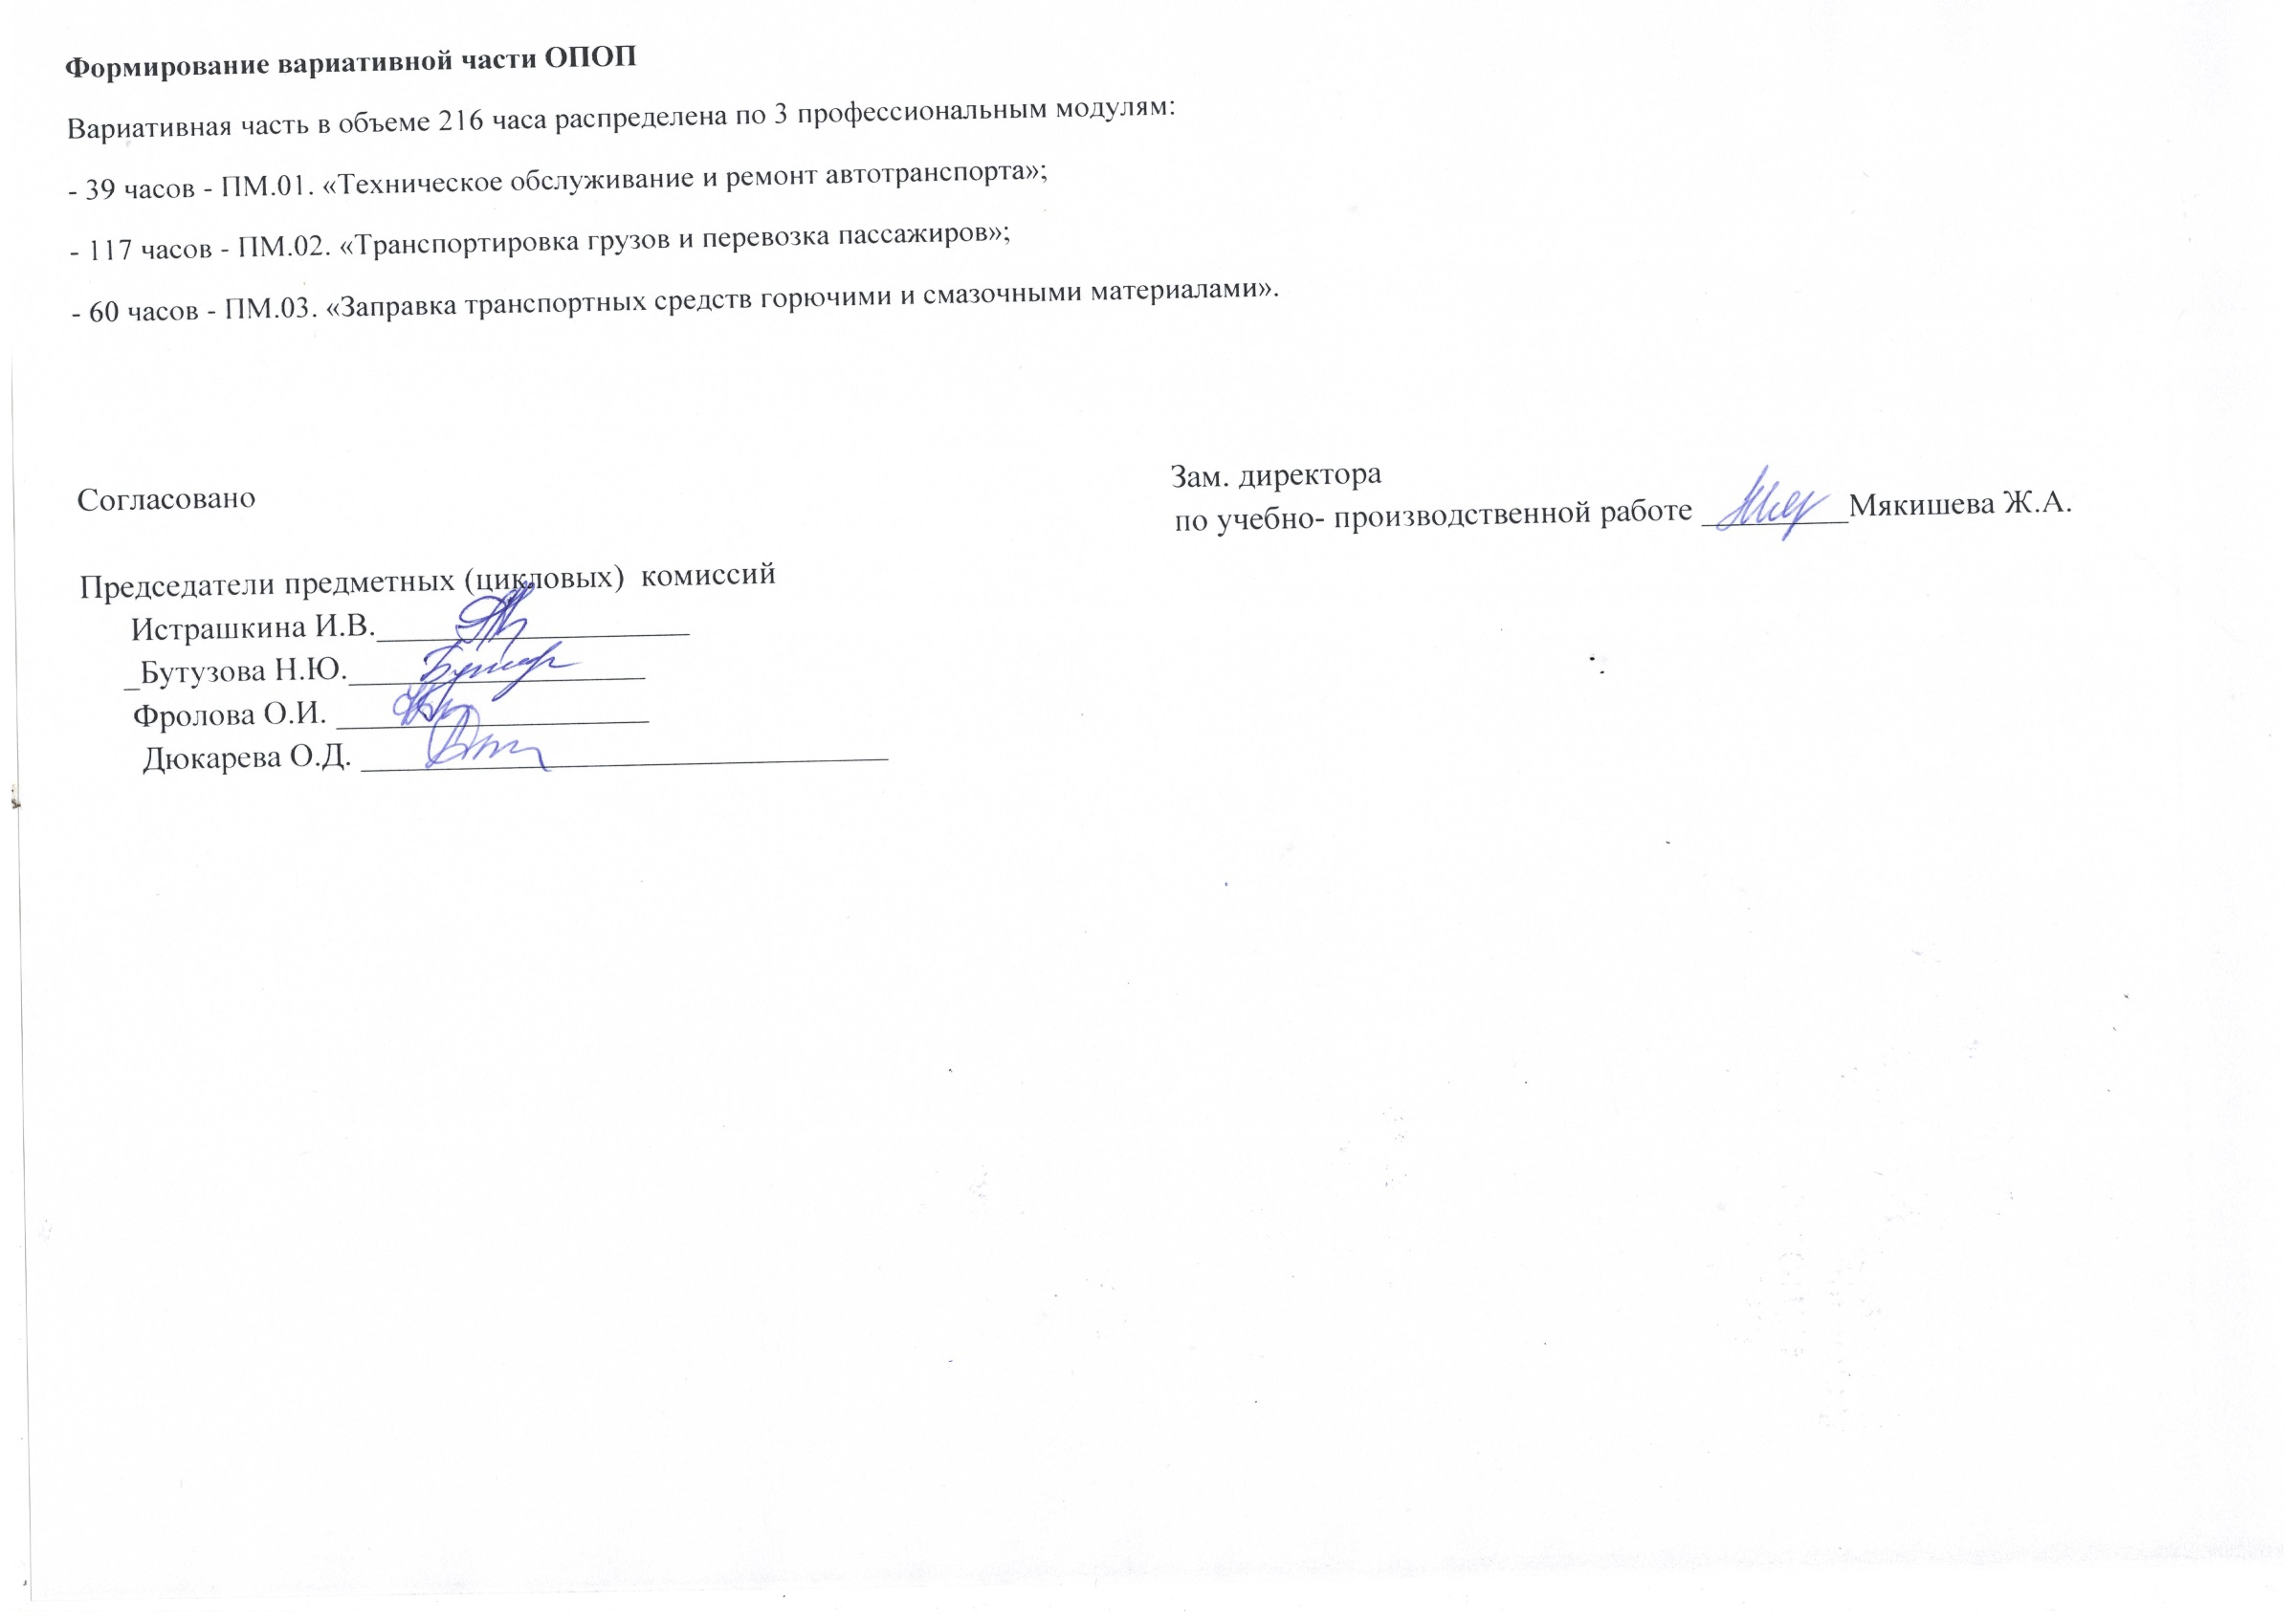 Формирование вариативной части ОПОП
Вариативная часть в объеме 216 часа распределена по 3 профессиональным модулям:
- 39 часов - ПМ.01. «Техническое обслуживание и ремонт автотранспорта»;
- 117 часов - ПМ.02. «Транспортировка грузов и перевозка пассажиров»;
- 60 часов - ПМ.03. «Заправка транспортных средств горючими и смазочными материалами».
Согласовано
Зам. директора
по учебно- производственной работе _________Мякишева Ж.А.
Председатели предметных (цикловых) комиссий
Истрашкина И.В.___________________
_Бутузова Н.Ю.__________________
Фролова О.И. ___________________
Дюкарева О.Д. ________________________________